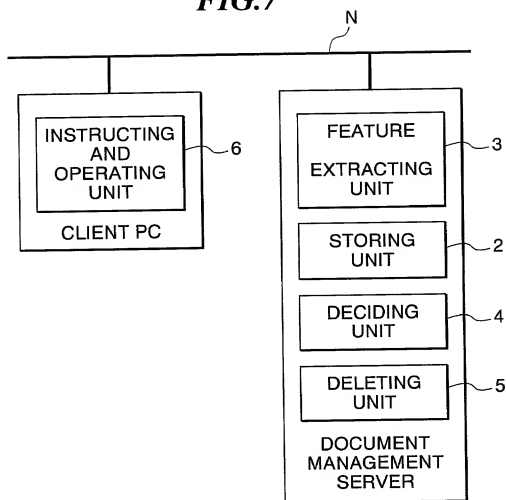 FIG.7
N
INSTRUCTING
AND
OPERATING
UNIT
6
CLIENT PC
FEATURE
EXTRACTING
UNIT
3
STORING
UNIT
2
DECIDING
UNIT
4
DELETING
UNIT
5
DOCUMENT
MANAGEMENT
SERVER